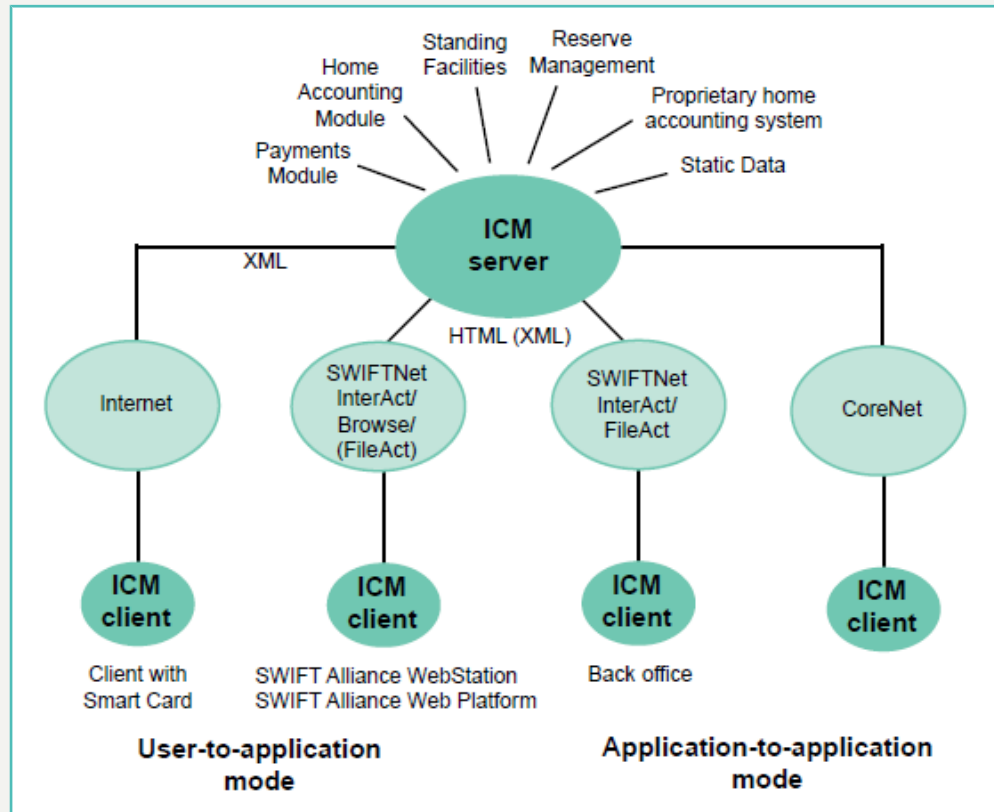 Standing
Facilities
Reserve
Management
Home
Accounting
Module
Proprietary home
accounting system
Payments
Module
Static Data
ICM
server
XML
HTML (XML)
Internet
SWIFTNet
InterAct/
Browse/
(FileAct)
SWIFTNet
InterAct/
FileAct
CoreNet
ICM
client
ICM
client
ICM
client
ICM
client
Client with
Smart Card
SWIFT Alliance WebStation
SWIFT Alliance Web Platform
Back office
User-to-application
mode
Application-to-application
mode